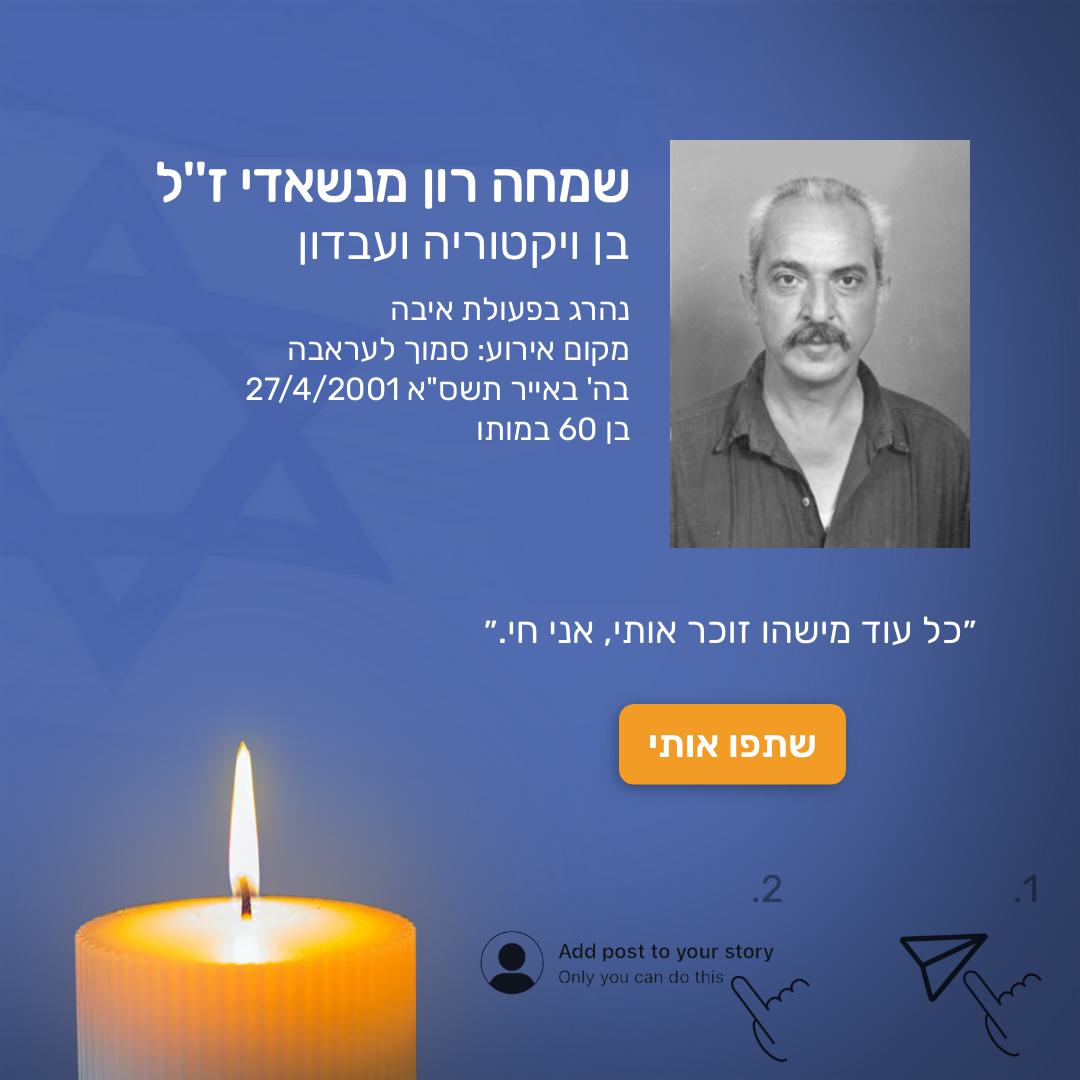 שמחה רון מנשאדי ז"ל
בן ויקטוריה ועבדון
נהרג בפעולת איבה
מקום אירוע: סמוך לעראבה
בה' באייר תשס"א 27/4/2001
בן 60 במותו
״כל עוד מישהו זוכר אותי, אני חי.״
שתפו אותי
1.
2.
Add post to your story
Only you can do this